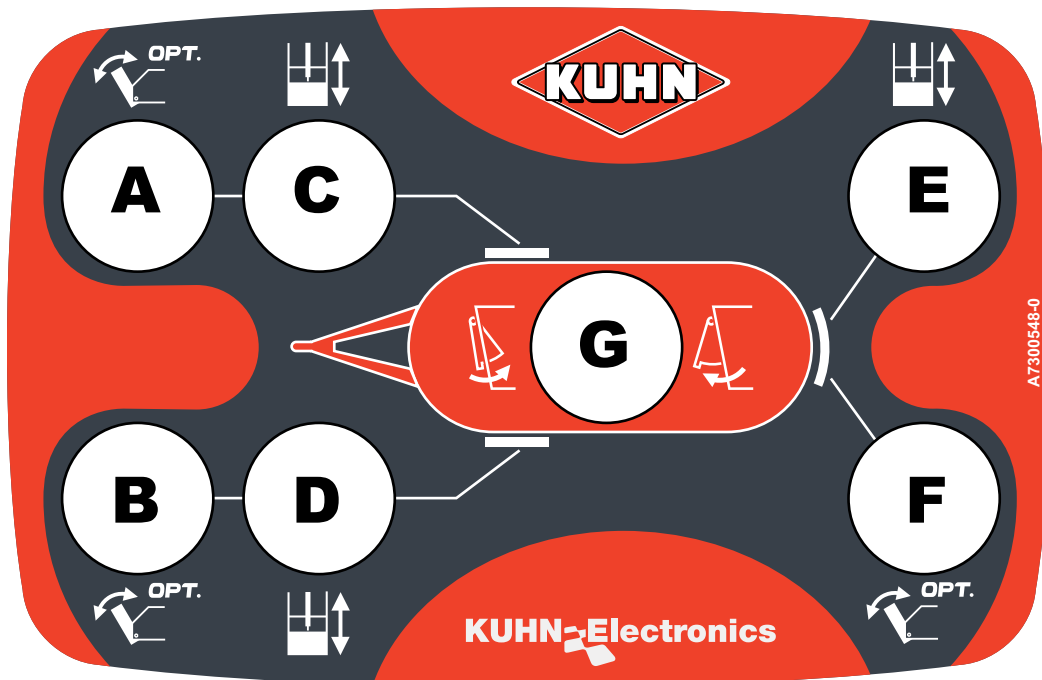 OPT.
KUHN
A
C
E
G
A7300548-0
B
D
F
OPT.
OPT.
KUHN-Electronics